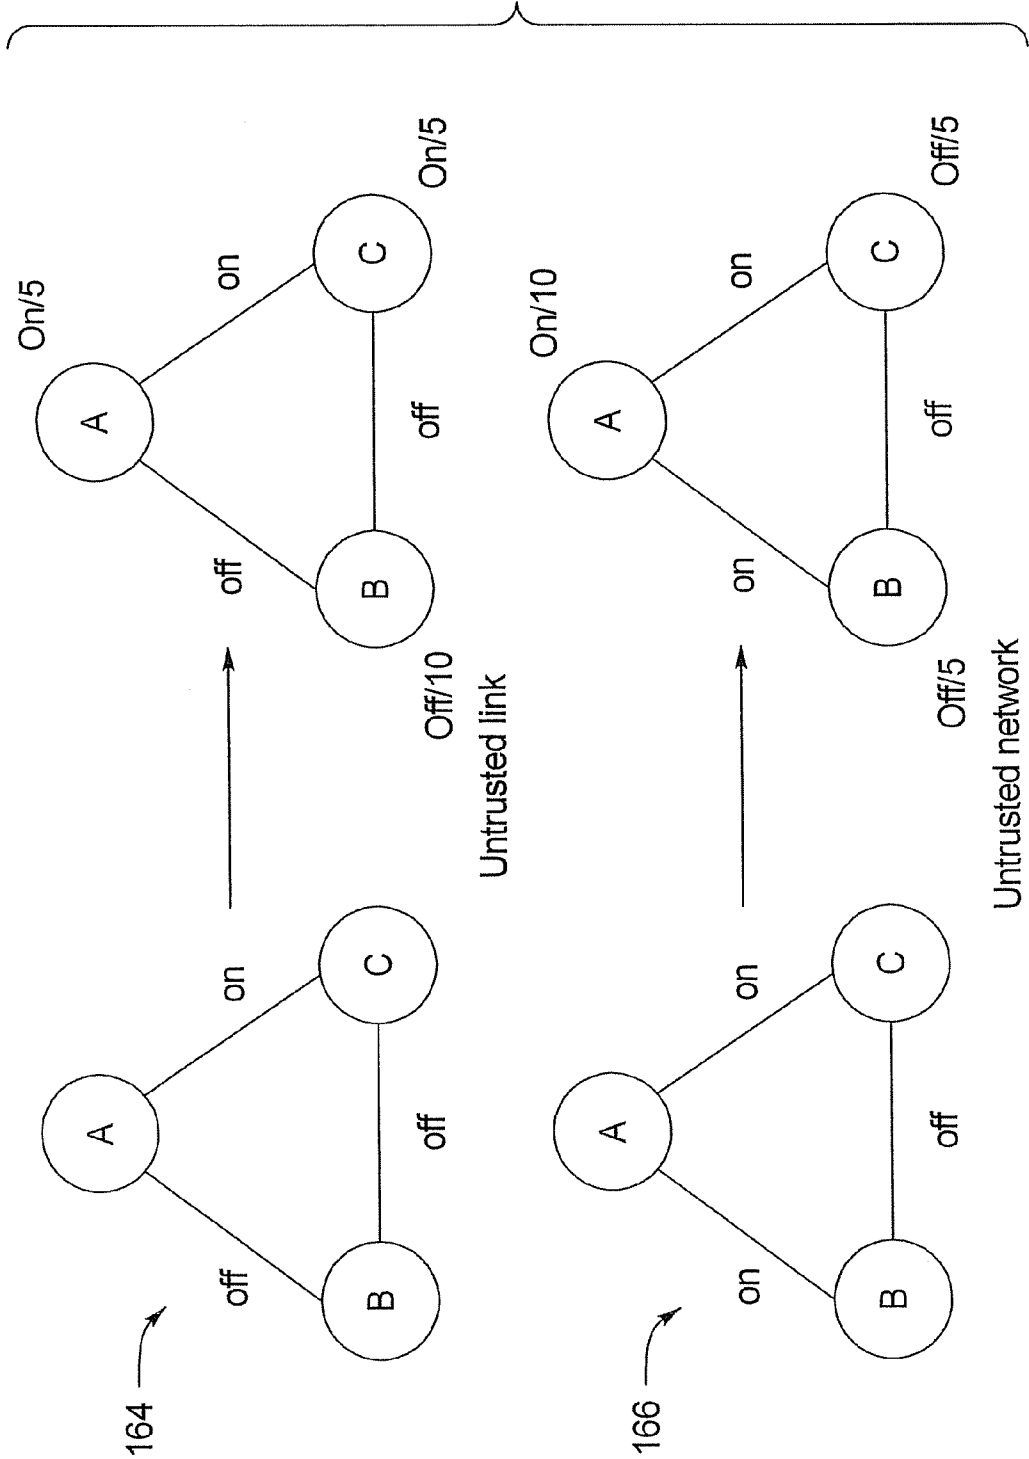 164
A
off
on
B
C
off
On/5
A
off
on
B
C
Off/10
off
On/5
Untrusted link
166
A
on
on
B
C
off
On/10
A
on
on
B
C
Off/5
off
Off/5
Untrusted network